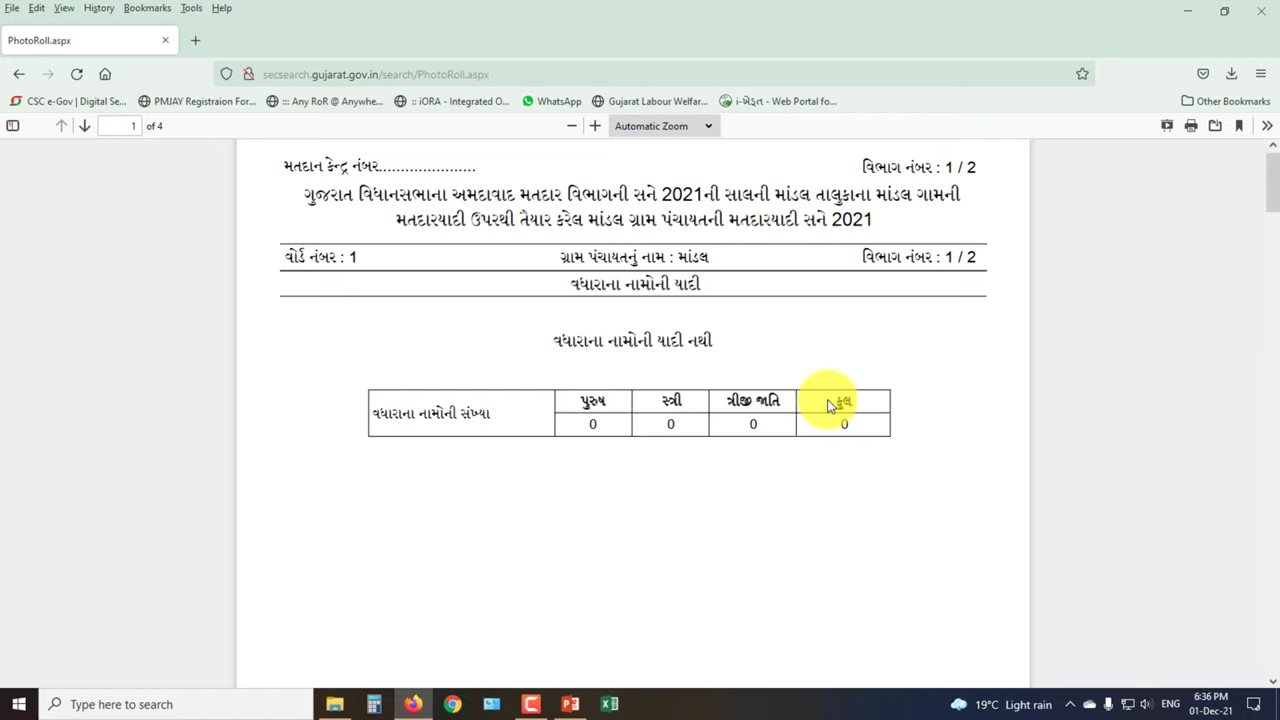 File Edit View History Bookmarks Tools Help
PhotoRoll.aspx
secsearch.gujarat.gov.in/search/PhotoRoll.aspx
CSC e-Gov | Digital Se... PMJAY Registraion For... ::: Any RoR @ Anywhe... :: iORA - Integrated O... WhatsApp Gujarat Labour Welfar... i-ખેડૂત - Web Portal fo... Other Bookmarks
1 of 4 Automatic Zoom
મતદાન કેન્દ્ર નંબર...................... વિભાગ નંબર : 1 / 2
ગુજરાત વિધાનસભાના અમદાવાદ મતદાર વિભાગની સને 2021ની સાલની માંડલ તાલુકાના માંડલ ગામની
મતદારયાદી ઉપરથી તૈયાર કરેલ માંડલ ગ્રામ પંચાયતની મતદારયાદી સને 2021
વોર્ડ નંબર : 1 ગ્રામ પંચાયતનું નામ : માંડલ વિભાગ નંબર : 1 / 2
વધારાના નામોની યાદી
વધારાના નામોની યાદી નથી
પુરુષ સ્ત્રી ત્રીજી જાતિ કુલ
વધારાના નામોની સંખ્યા
0 0 0 0
Type here to search 19°C Light rain ENG 6:36 PM
01-Dec-21